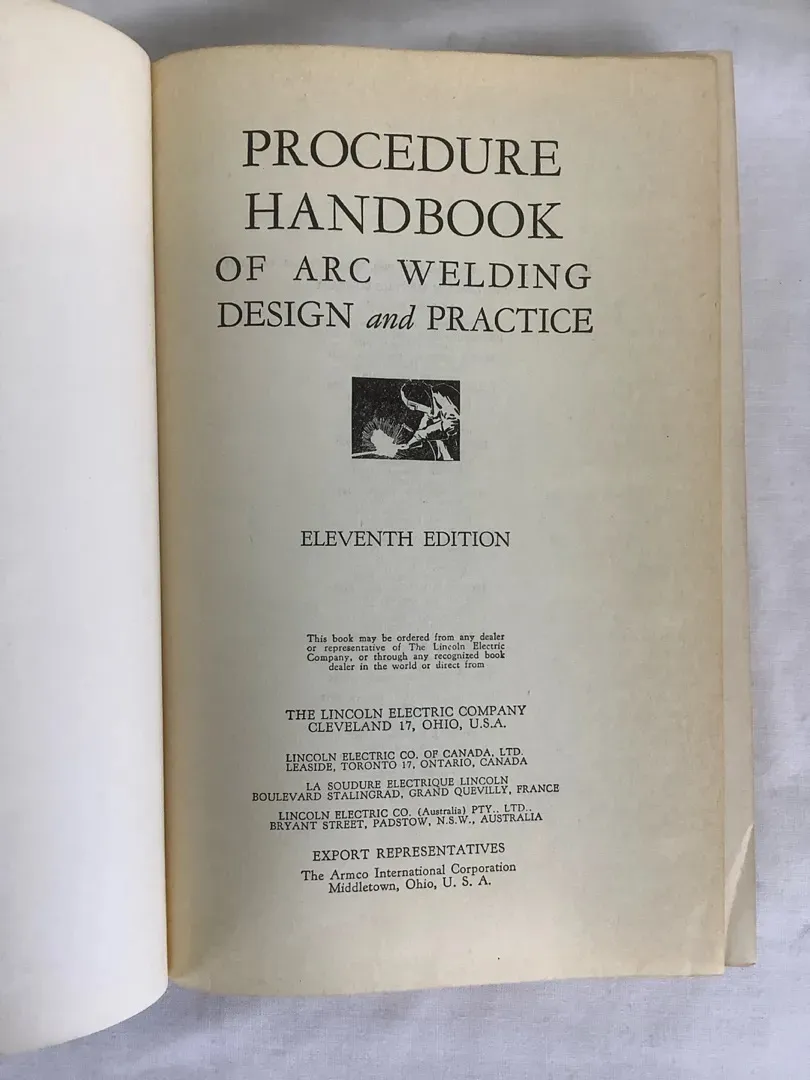 PROCEDURE
HANDBOOK
OF ARC WELDING
DESIGN and PRACTICE
ELEVENTH EDITION
This book may be ordered from any dealer
or representative of The Lincoln Electric
Company, or through any recognized book
dealer in the world or direct from
THE LINCOLN ELECTRIC COMPANY
CLEVELAND 17, OHIO, U.S.A.
LINCOLN ELECTRIC CO. OF CANADA, LTD.
LEASIDE, TORONTO 17, ONTARIO, CANADA
LA SOUDURE ELECTRIQUE LINCOLN
BOULEVARD STALINGRAD, GRAND QUEVILLY, FRANCE
LINCOLN ELECTRIC CO. (Australia) PTY., LTD.,
BRYANT STREET, PADSTOW, N.S.W., AUSTRALIA
EXPORT REPRESENTATIVES
The Armco International Corporation
Middletown, Ohio, U. S. A.